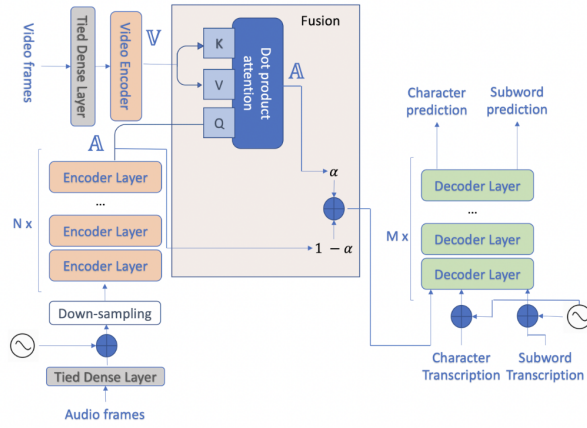 Video frames
Tied Dense Layer
Video Encoder
𝕍
Fusion
K
V
Q
Dot product
attention
𝔸
𝔸
N x
Encoder Layer
...
Encoder Layer
Encoder Layer
Down-sampling
Tied Dense Layer
Audio frames
α
1 − α
Character
prediction
Subword
prediction
M x
Decoder Layer
...
Decoder Layer
Decoder Layer
Character
Transcription
Subword
Transcription